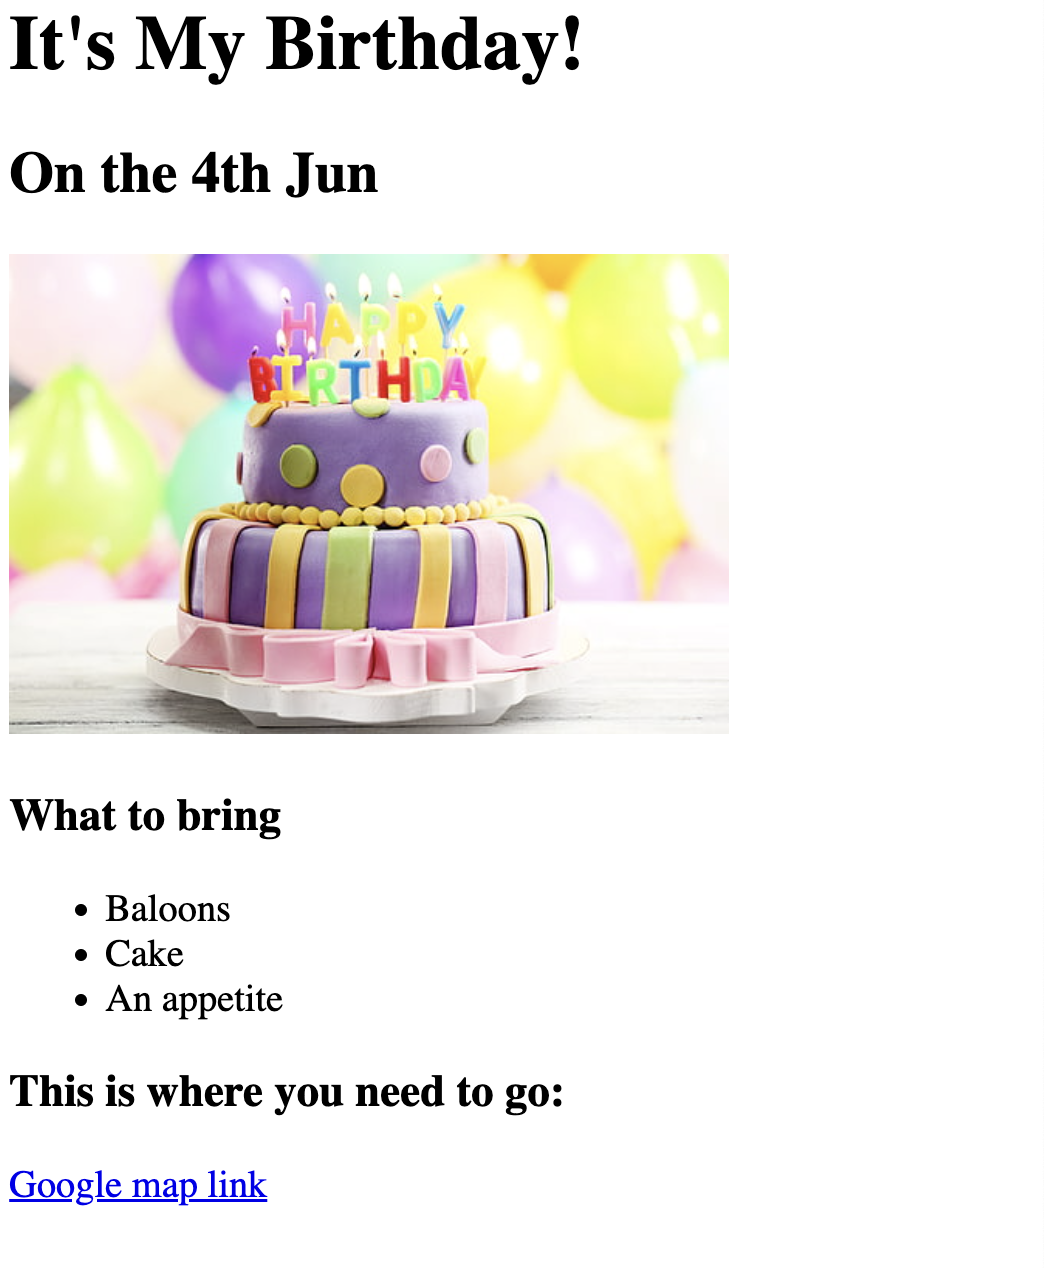 It's My Birthday!
On the 4th Jun
HAPPY
BIRTHDAY
What to bring
Baloons
Cake
An appetite
This is where you need to go:
Google map link